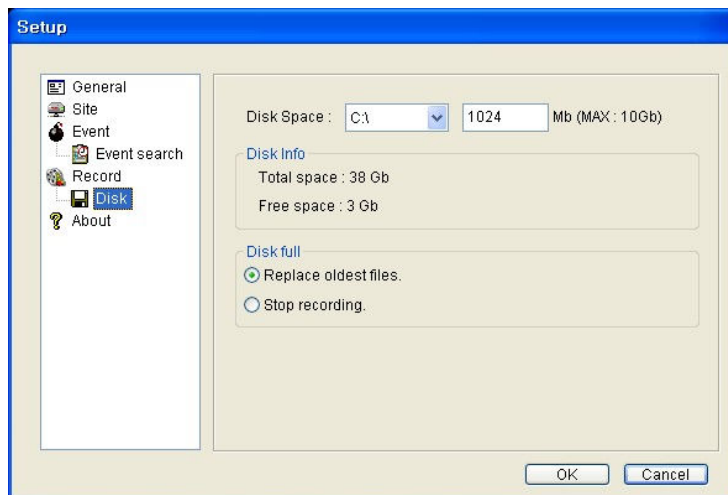 Setup
General
Site
Event
Event search
Record
Disk
About
Disk Space : C:\ 1024 Mb (MAX : 10Gb)
Disk Info
Total space : 38 Gb
Free space : 3 Gb
Disk full
Replace oldest files.
Stop recording.
OK Cancel